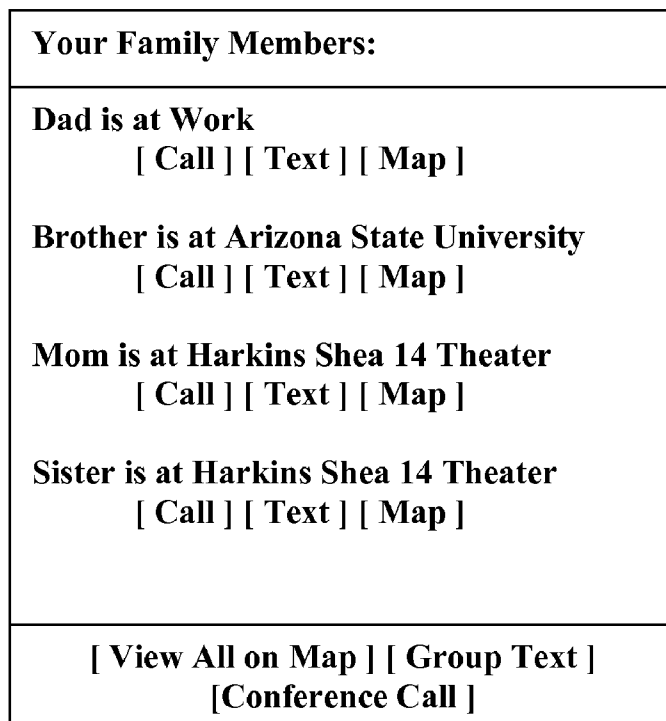 Your Family Members:
Dad is at Work
[ Call ] [ Text ] [ Map ]
Brother is at Arizona State University
[ Call ] [ Text ] [ Map ]
Mom is at Harkins Shea 14 Theater
[ Call ] [ Text ] [ Map ]
Sister is at Harkins Shea 14 Theater
[ Call ] [ Text ] [ Map ]
[ View All on Map ] [ Group Text ]
[Conference Call ]